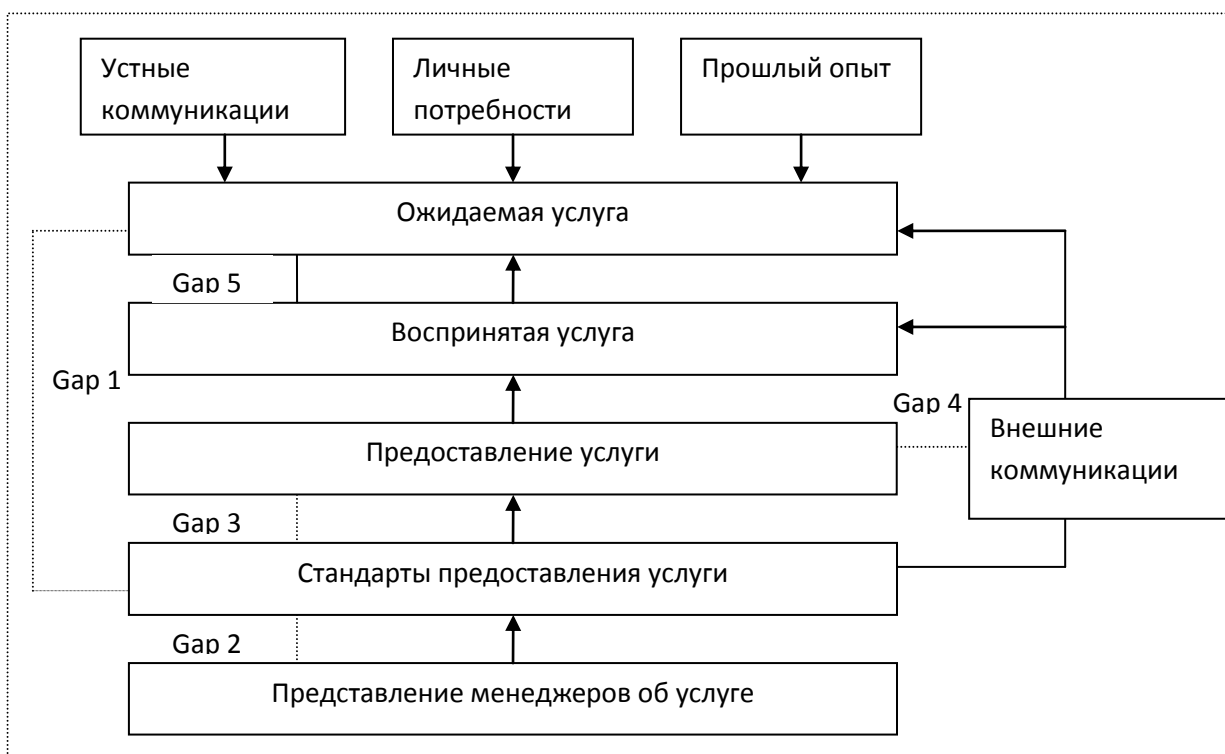 Устные
коммуникации
Личные
потребности
Прошлый опыт
Ожидаемая услуга
Gap 5
Воспринятая услуга
Gap 1
Gap 4
Внешние
коммуникации
Предоставление услуги
Gap 3
Стандарты предоставления услуги
Gap 2
Представление менеджеров об услуге